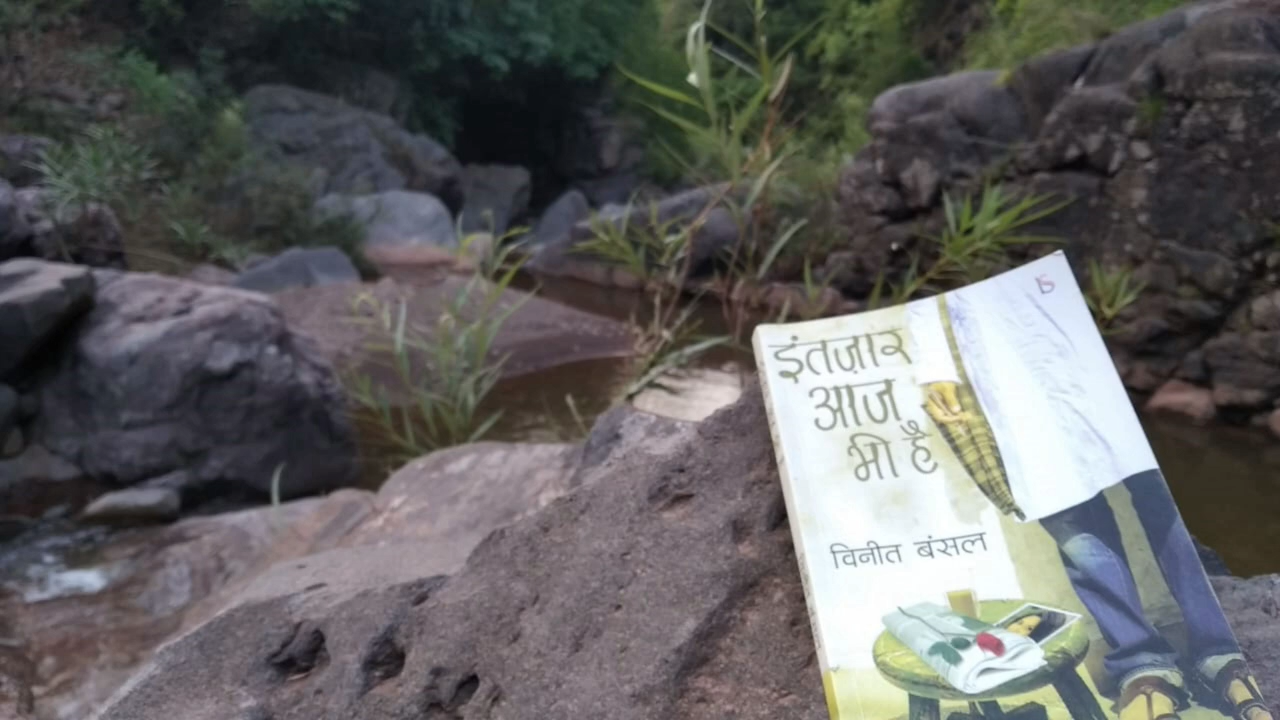 इंतज़ार
आज
भी है
विनीत बंसल